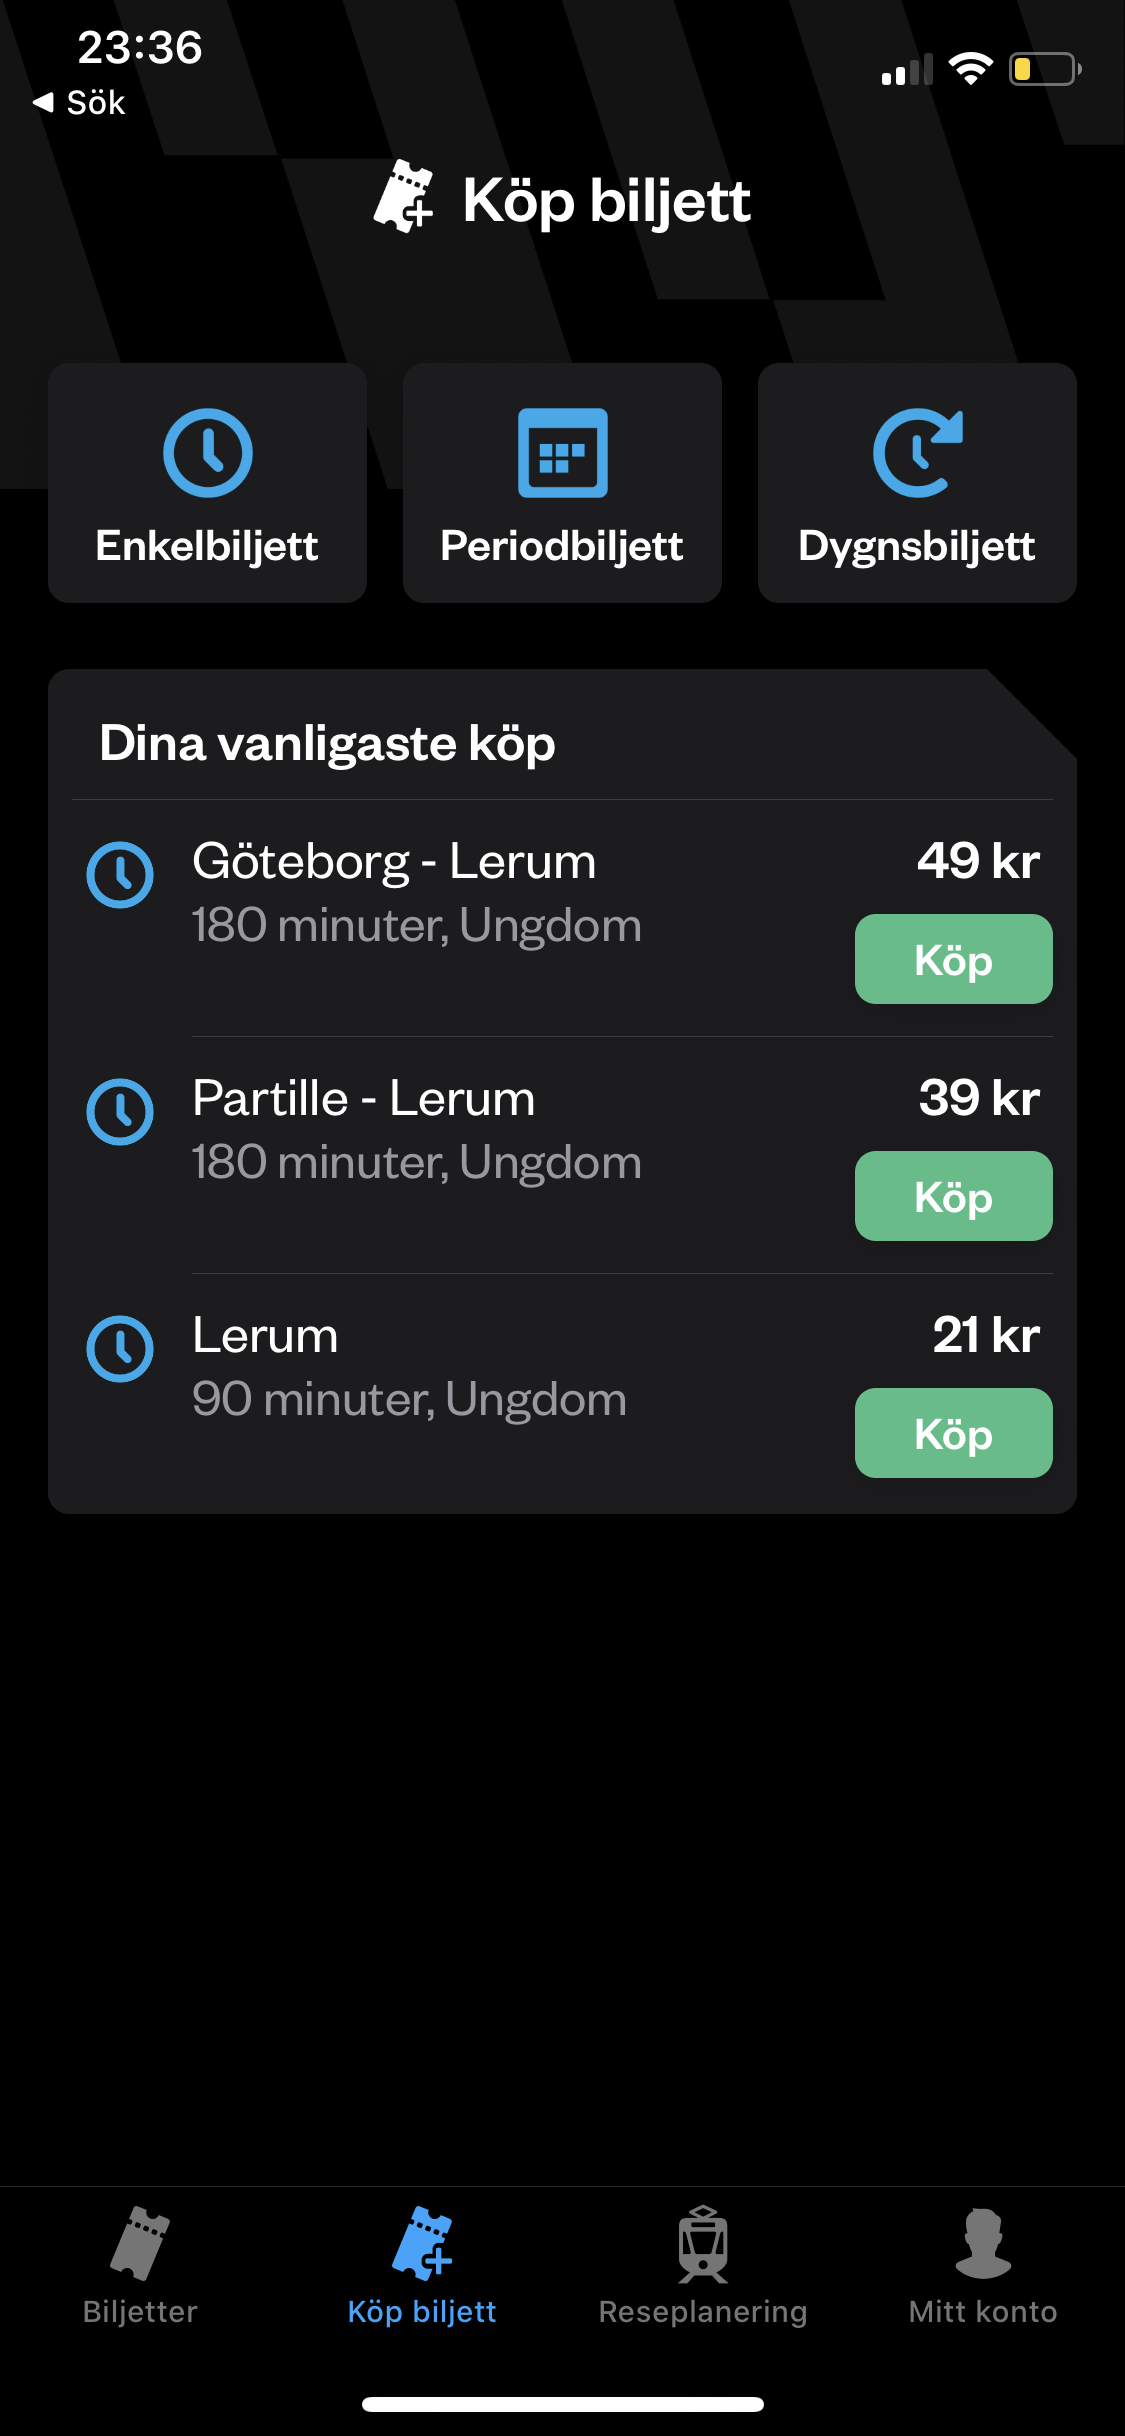 23:36
◀ Sök
Köp biljett
Enkelbiljett
Periodbiljett
Dygnsbiljett
Dina vanligaste köp
Göteborg - Lerum
49 kr
180 minuter, Ungdom
Köp
Partille - Lerum
39 kr
180 minuter, Ungdom
Köp
Lerum
21 kr
90 minuter, Ungdom
Köp
Biljetter
Köp biljett
Reseplanering
Mitt konto